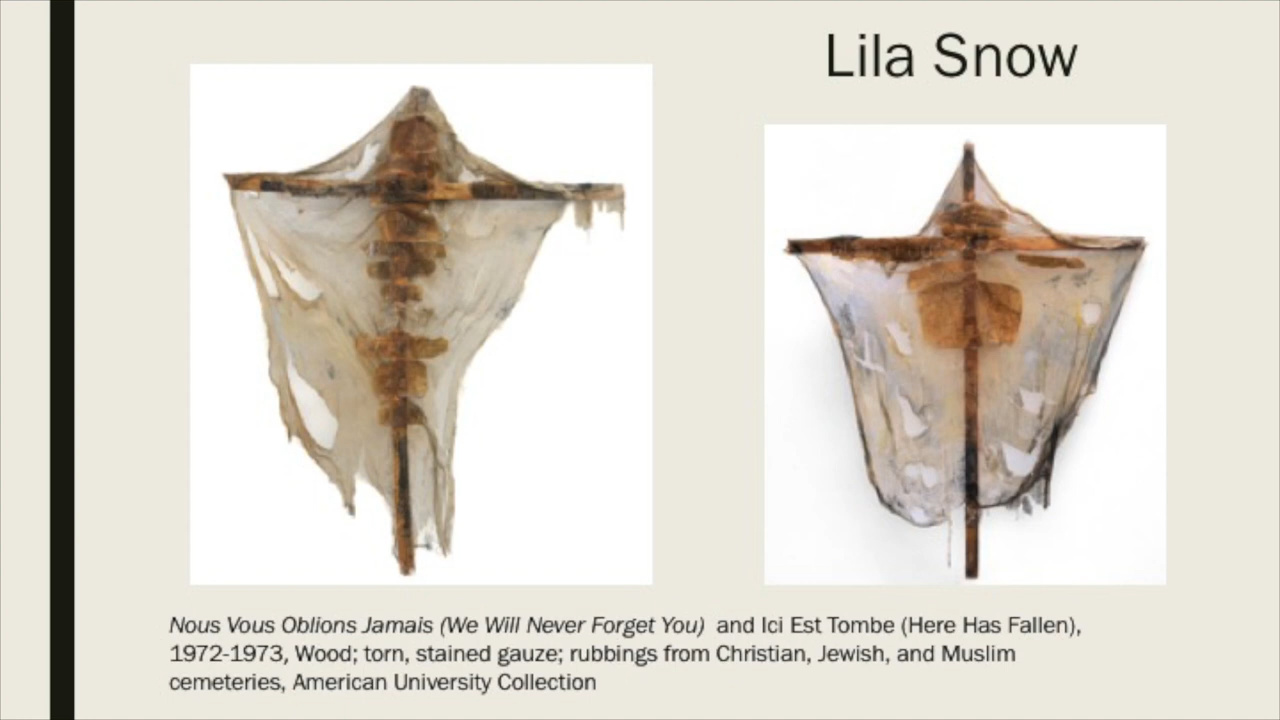 Lila Snow
Nous Vous Oblions Jamais (We Will Never Forget You) and Ici Est Tombe (Here Has Fallen),
1972-1973, Wood; torn, stained gauze; rubbings from Christian, Jewish, and Muslim
cemeteries, American University Collection